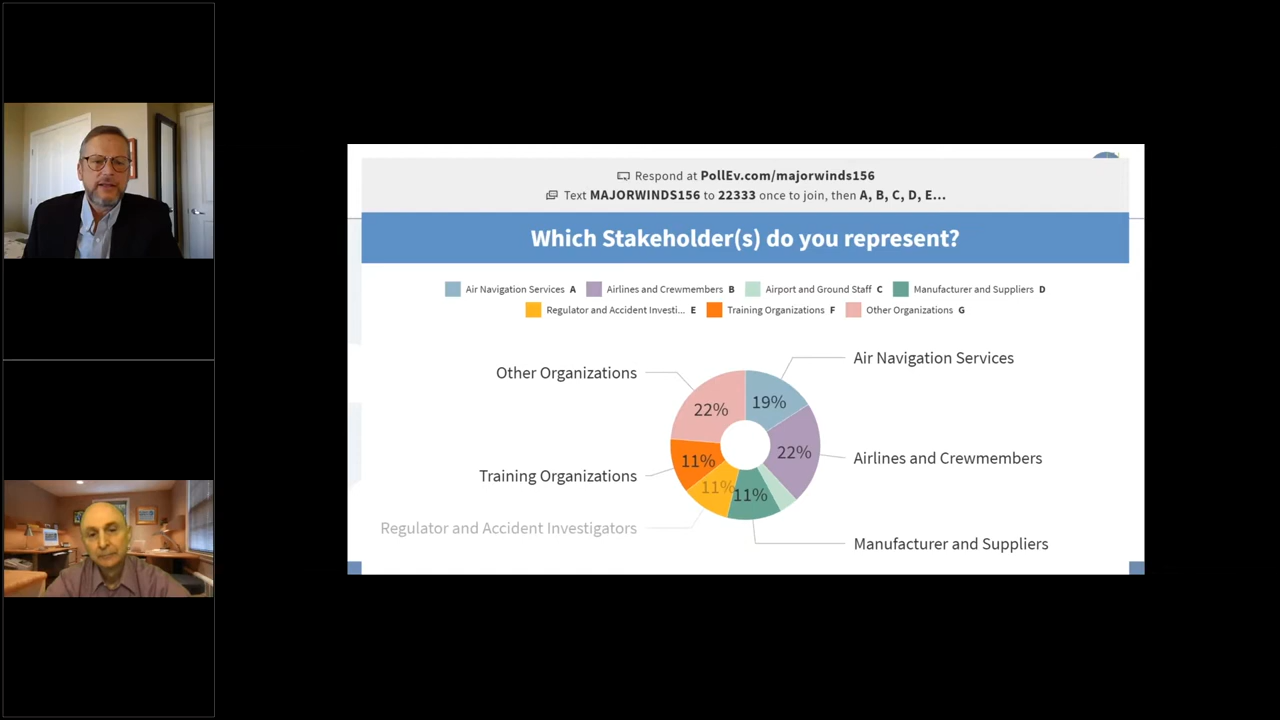 Respond at PollEv.com/majorwinds156
Text MAJORWINDS156 to 22333 once to join, then A, B, C, D, E...
Which Stakeholder(s) do you represent?
Air Navigation Services A Airlines and Crewmembers B Airport and Ground Staff C Manufacturer and Suppliers D
Regulator and Accident Investi... E Training Organizations F Other Organizations G
Air Navigation Services
Other Organizations
19%
22%
22%
Airlines and Crewmembers
11%
Training Organizations
11%
11%
Regulator and Accident Investigators
Manufacturer and Suppliers